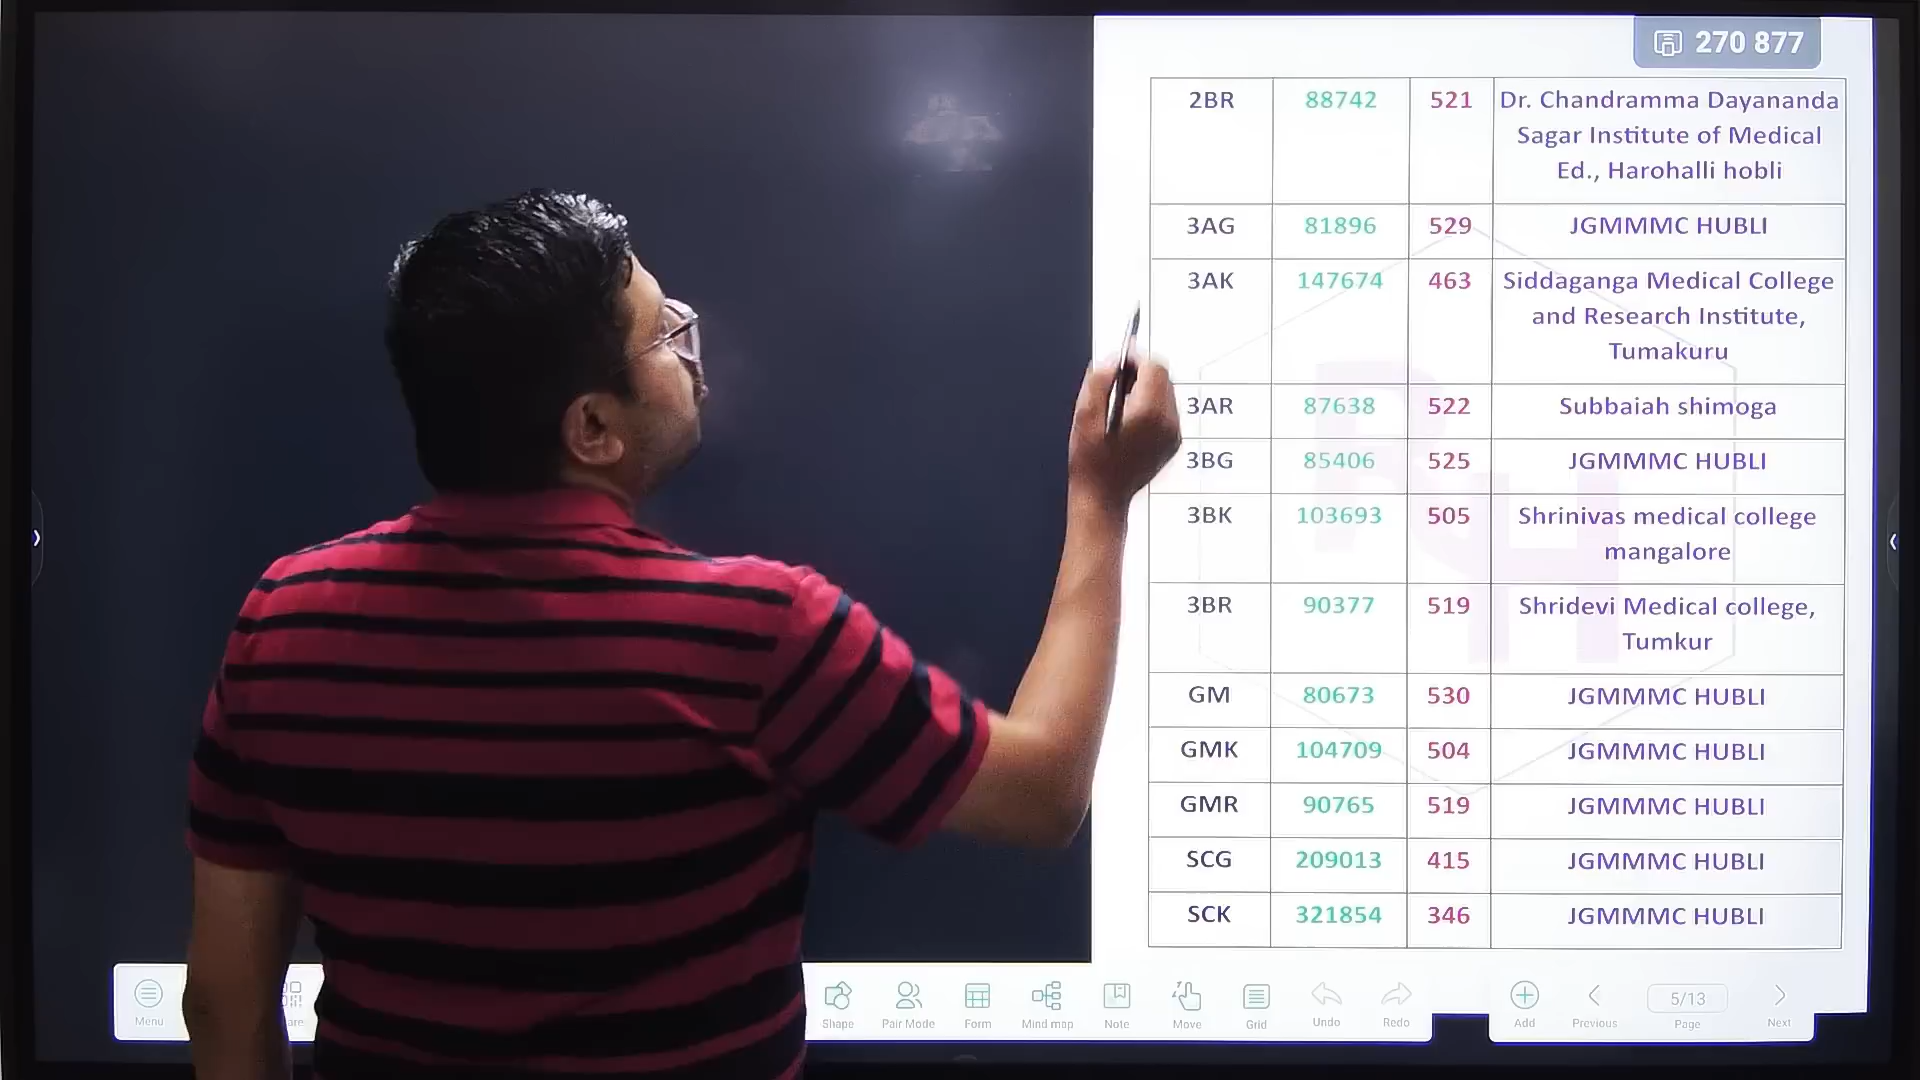 270 877
2BR 88742 521 Dr. Chandramma Dayananda
Sagar Institute of Medical
Ed., Harohalli hobli
3AG 81896 529 JGMMMC HUBLI
3AK 147674 463 Siddaganga Medical College
and Research Institute,
Tumakuru
3AR 87638 522 Subbaiah shimoga
3BG 85406 525 JGMMMC HUBLI
3BK 103693 505 Shrinivas medical college
mangalore
3BR 90377 519 Shridevi Medical college,
Tumkur
GM 80673 530 JGMMMC HUBLI
GMK 104709 504 JGMMMC HUBLI
GMR 90765 519 JGMMMC HUBLI
SCG 209013 415 JGMMMC HUBLI
SCK 321854 346 JGMMMC HUBLI
Menu Shape Pair Mode Form Mind map Note Move Grid Undo Redo Add Previous 5/13 Page Next